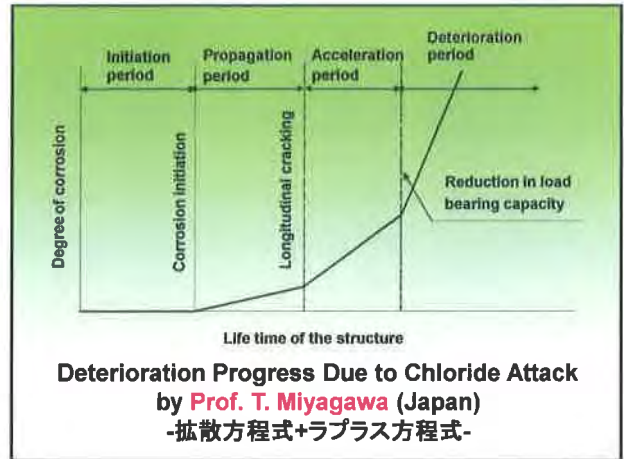 Initiation period
Propagation period
Acceleration period
Deterioration period
Degree of corrosion
Corrosion initiation
Longitudinal cracking
Reduction in load
bearing capacity
Life time of the structure
Deterioration Progress Due to Chloride Attack
by Prof. T. Miyagawa (Japan)
-拡散方程式+ラプラス方程式-